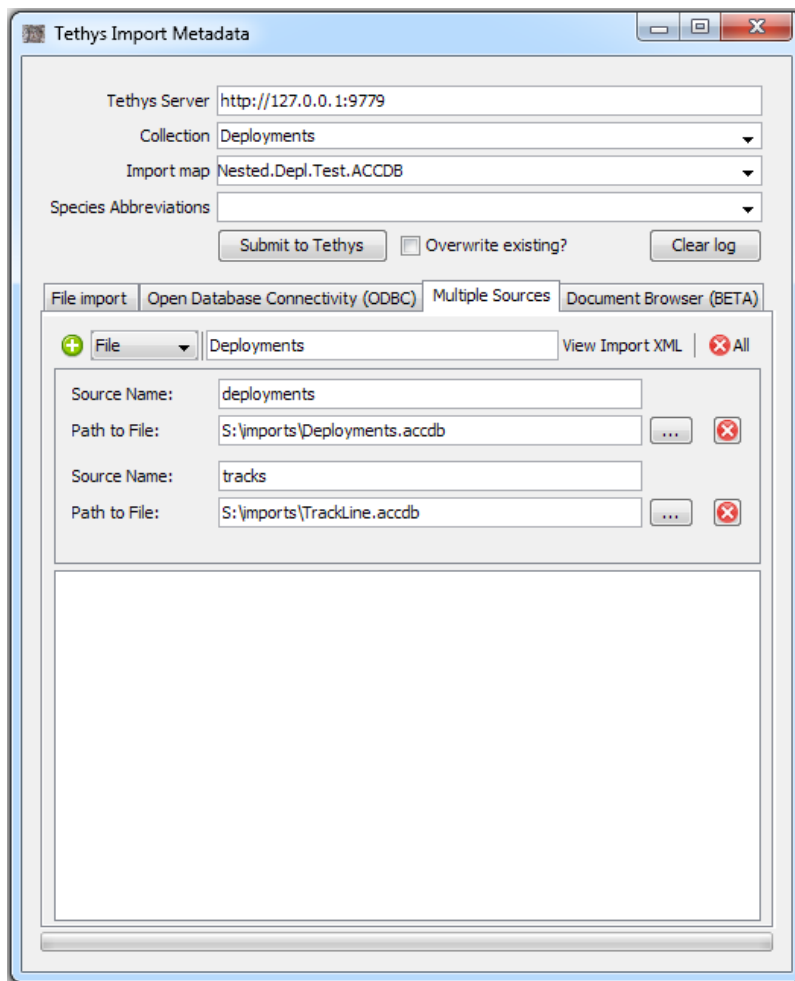 Tethys Import Metadata
Tethys Server http://127.0.0.1:9779
Collection Deployments
Import map Nested.Depl.Test.ACCDB
Species Abbreviations
Submit to Tethys Overwrite existing? Clear log
File import Open Database Connectivity (ODBC) Multiple Sources Document Browser (BETA)
File Deployments View Import XML All
Source Name: deployments
Path to File: S:\imports\Deployments.accdb ...
Source Name: tracks
Path to File: S:\imports\TrackLine.accdb ...